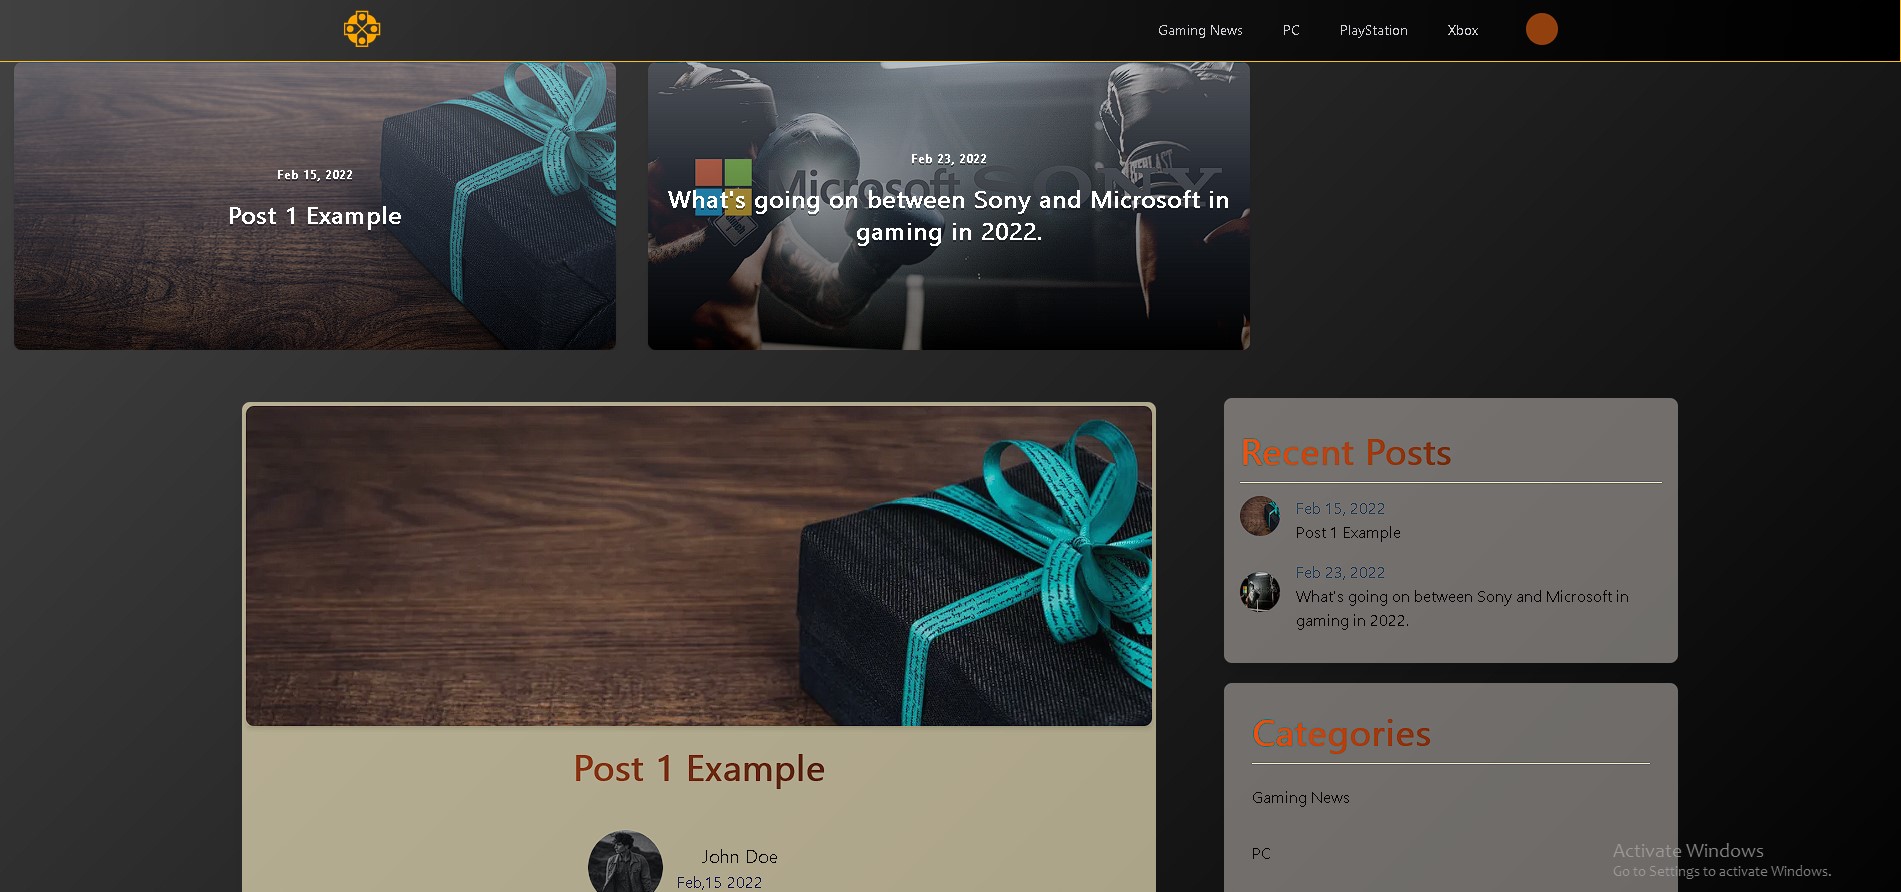 Gaming News PC PlayStation Xbox
Feb 15, 2022
Post 1 Example
Feb 23, 2022
Microsoft SONY
What's going on between Sony and Microsoft in
gaming in 2022.
Recent Posts
Feb 15, 2022
Post 1 Example
Feb 23, 2022
What's going on between Sony and Microsoft in
gaming in 2022.
Categories
Gaming News
PC
Post 1 Example
John Doe
Feb,15 2022
Activate Windows
Go to Settings to activate Windows.